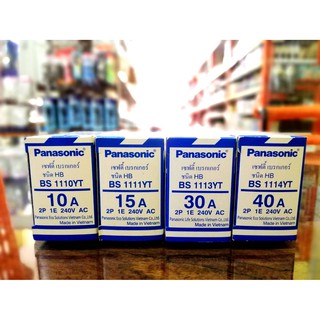 Panasonic
เซฟตี้ เบรกเกอร์
ชนิด HB
BS 1110YT
10 A
2P 1E 240V AC
Panasonic Eco Solutions Vietnam Co.,Ltd.
Made in Vietnam
Panasonic
เซฟตี้ เบรกเกอร์
ชนิด HB
BS 1111YT
15 A
2P 1E 240V AC
Panasonic Eco Solutions Vietnam Co.,Ltd.
Made in Vietnam
Panasonic
เซฟตี้ เบรกเกอร์
ชนิด HB
BS 1113YT
30 A
2P 1E 240V AC
Panasonic Life Solutions Vietnam Co.,Ltd.
Made in Vietnam
Panasonic
เซฟตี้ เบรกเกอร์
ชนิด HB
BS 1114YT
40 A
2P 1E 240V AC
Panasonic Eco Solutions Vietnam Co.,Ltd.
Made in Vietnam